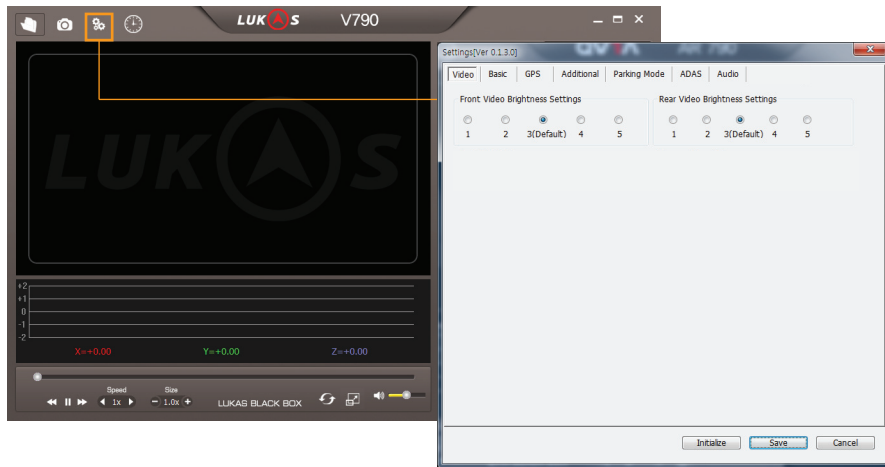 LUKAS V790
LUKAS
+2
+1
0
-1
-2
X=+0.00 Y=+0.00 Z=+0.00
Speed Size
1x - 1.0x + LUKAS BLACK BOX
Settings[Ver 0.1.3.0]
Video Basic GPS Additional Parking Mode ADAS Audio
Front Video Brightness Settings Rear Video Brightness Settings
1 2 3(Default) 4 5 1 2 3(Default) 4 5
Initialize Save Cancel